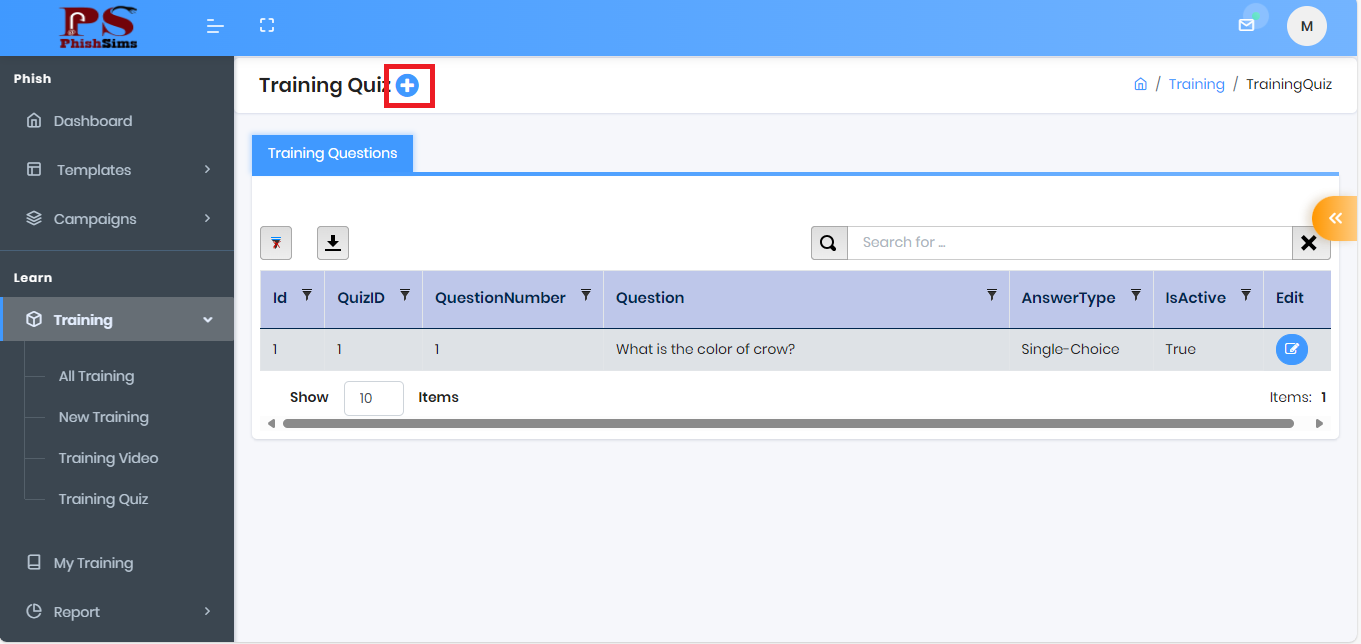 PS
PhishSims
M
Phish
Dashboard
Templates
Campaigns
Learn
Training
All Training
New Training
Training Video
Training Quiz
My Training
Report
Training Quiz
/ Training / TrainingQuiz
Training Questions
Search for ...
Id QuizID QuestionNumber Question AnswerType IsActive Edit
1 1 1 What is the color of crow? Single-Choice True
Show 10 Items
Items: 1